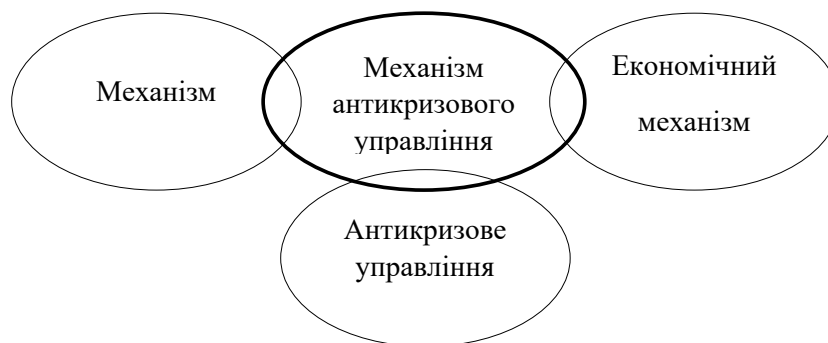 Механізм
Механізм
антикризового
управління
Економічний
механізм
Антикризове
управління